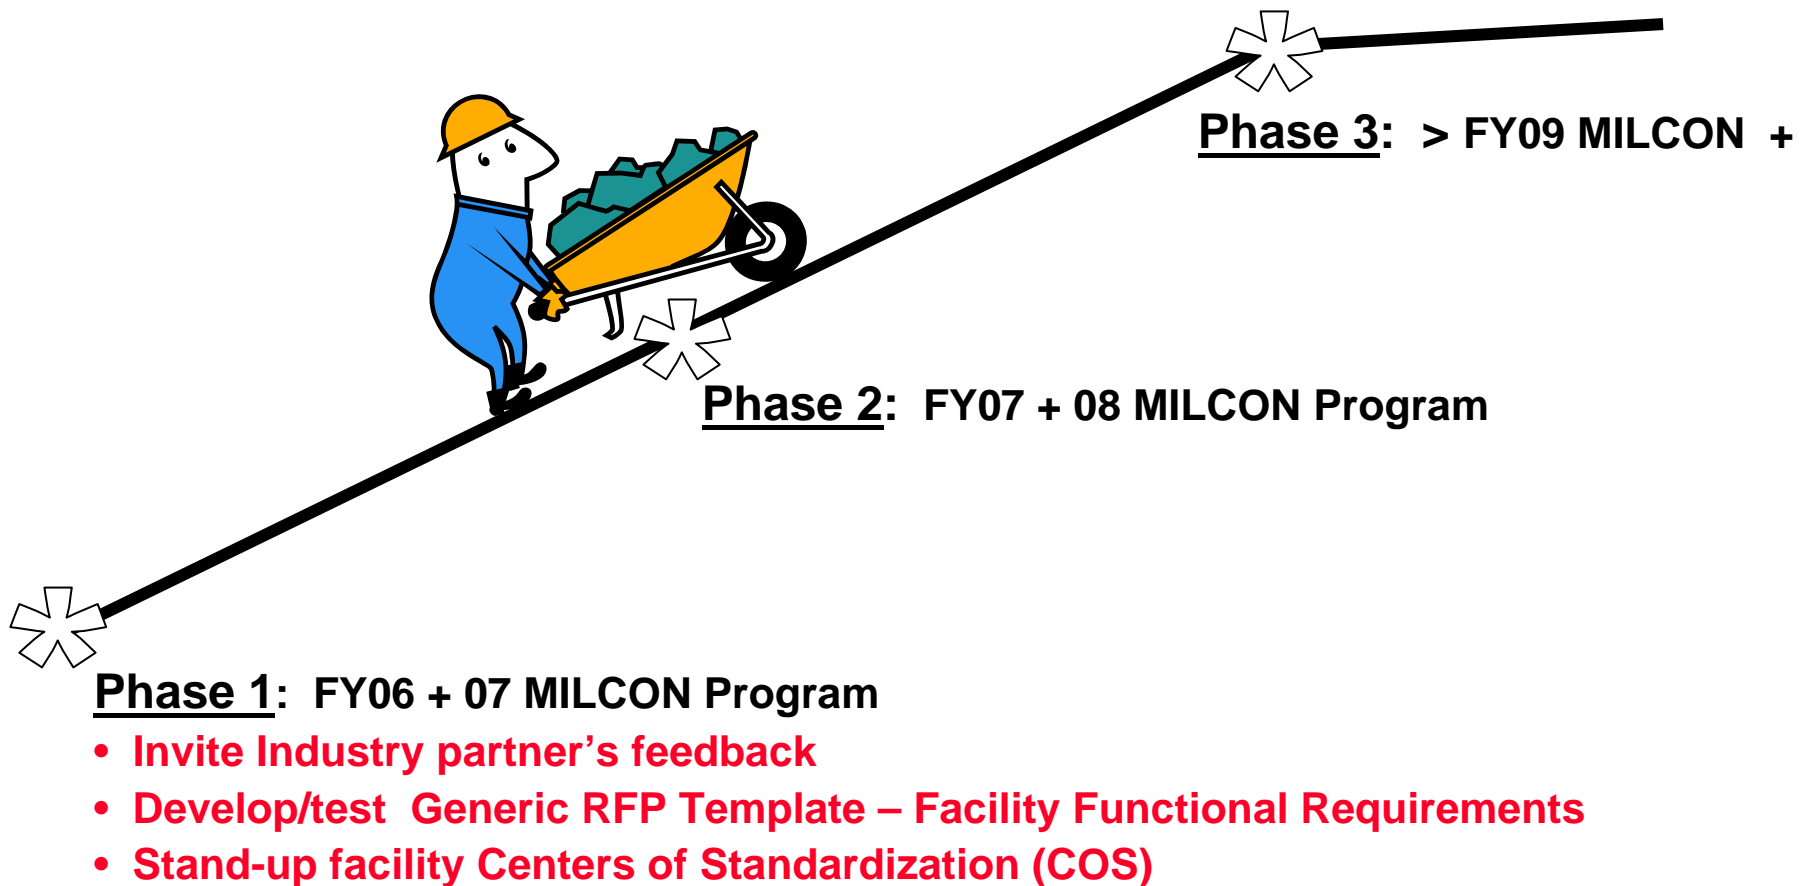 Phase 3: > FY09 MILCON +
Phase 2: FY07 + 08 MILCON Program
Phase 1: FY06 + 07 MILCON Program
• Invite Industry partner’s feedback
• Develop/test Generic RFP Template – Facility Functional Requirements
• Stand-up facility Centers of Standardization (COS)